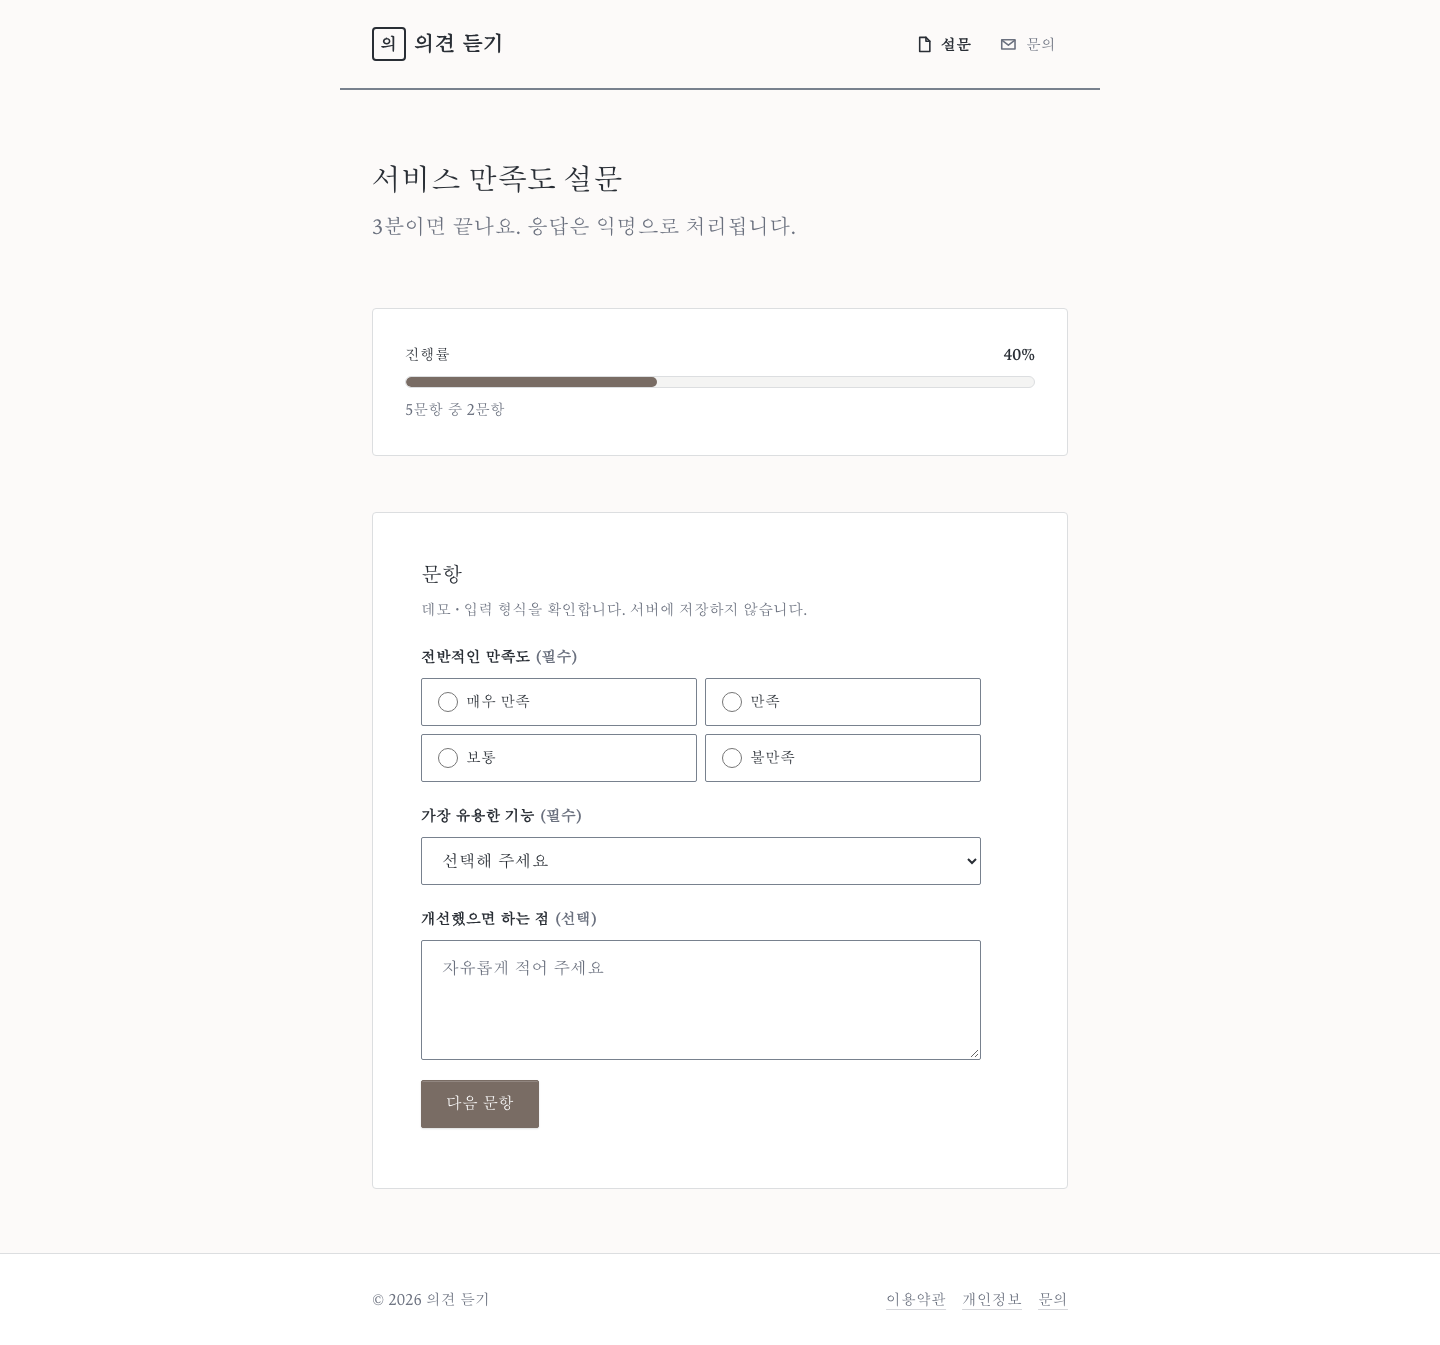 의 의견 듣기
설문 문의
서비스 만족도 설문
3분이면 끝나요. 응답은 익명으로 처리됩니다.
진행률 40%
5문항 중 2문항
문항
데모 · 입력 형식을 확인합니다. 서버에 저장하지 않습니다.
전반적인 만족도 (필수)
매우 만족 만족
보통 불만족
가장 유용한 기능 (필수)
선택해 주세요
개선했으면 하는 점 (선택)
자유롭게 적어 주세요
다음 문항
© 2026 의견 듣기
이용약관 개인정보 문의